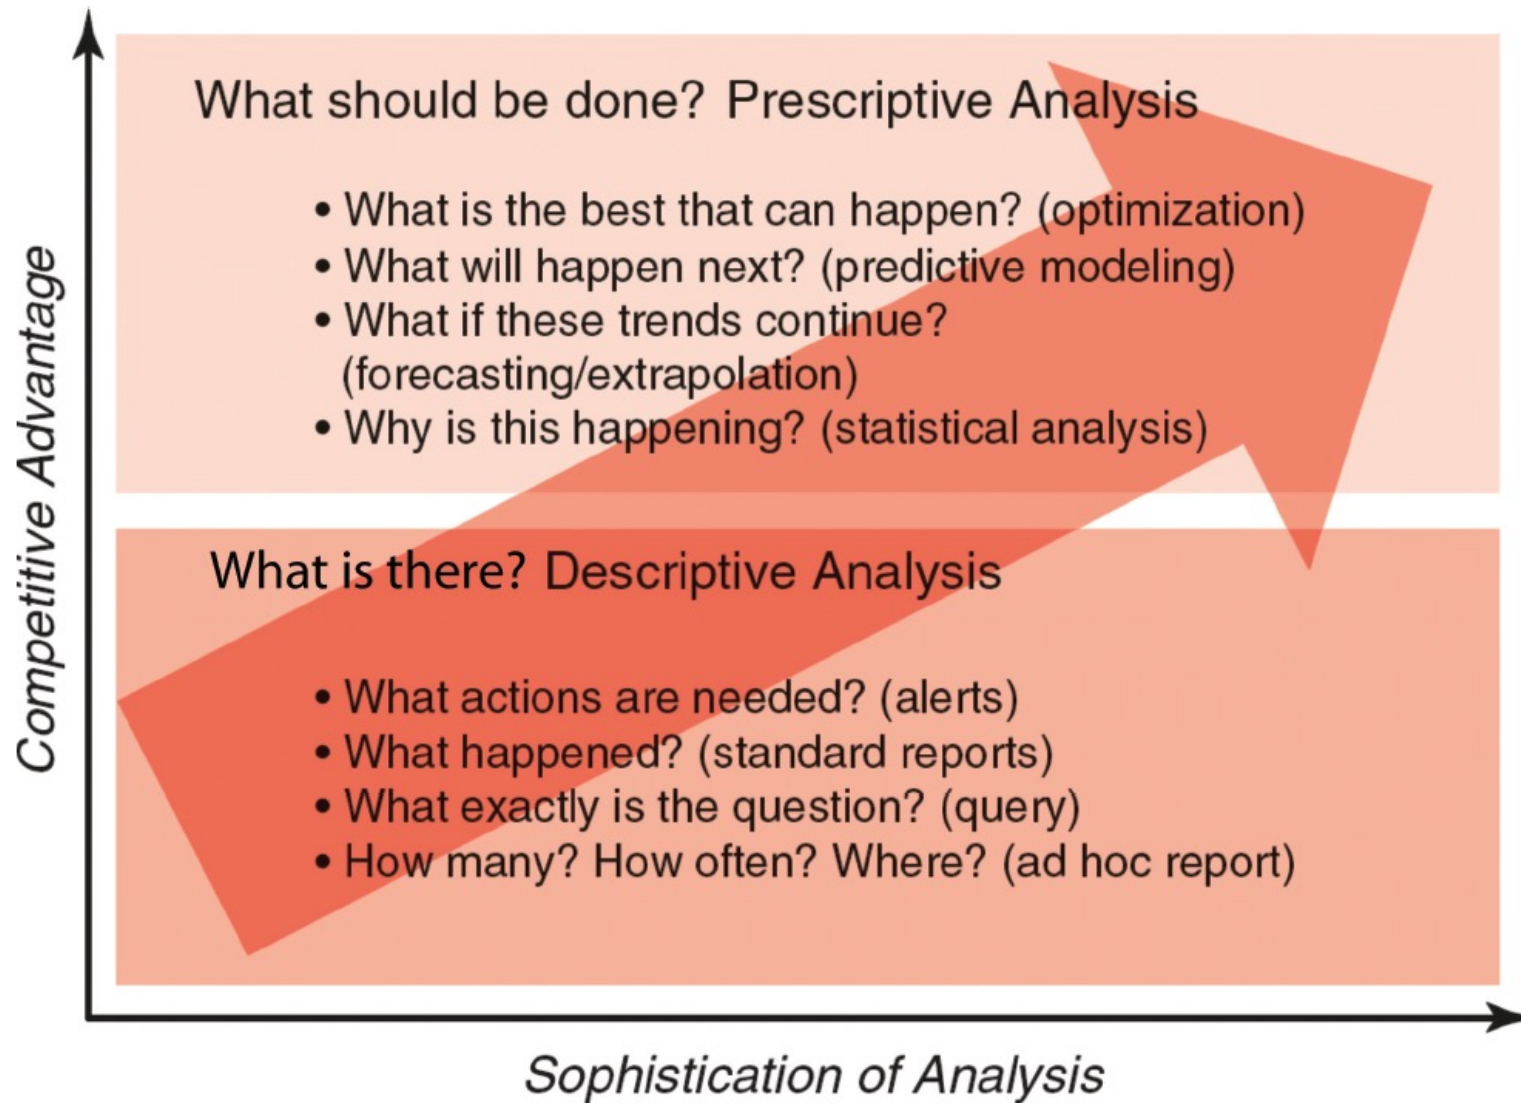 What should be done? Prescriptive Analysis
• What is the best that can happen? (optimization)
• What will happen next? (predictive modeling)
• What if these trends continue?
(forecasting/extrapolation)
• Why is this happening? (statistical analysis)
What is there? Descriptive Analysis
• What actions are needed? (alerts)
• What happened? (standard reports)
• What exactly is the question? (query)
• How many? How often? Where? (ad hoc report)
Competitive Advantage
Sophistication of Analysis